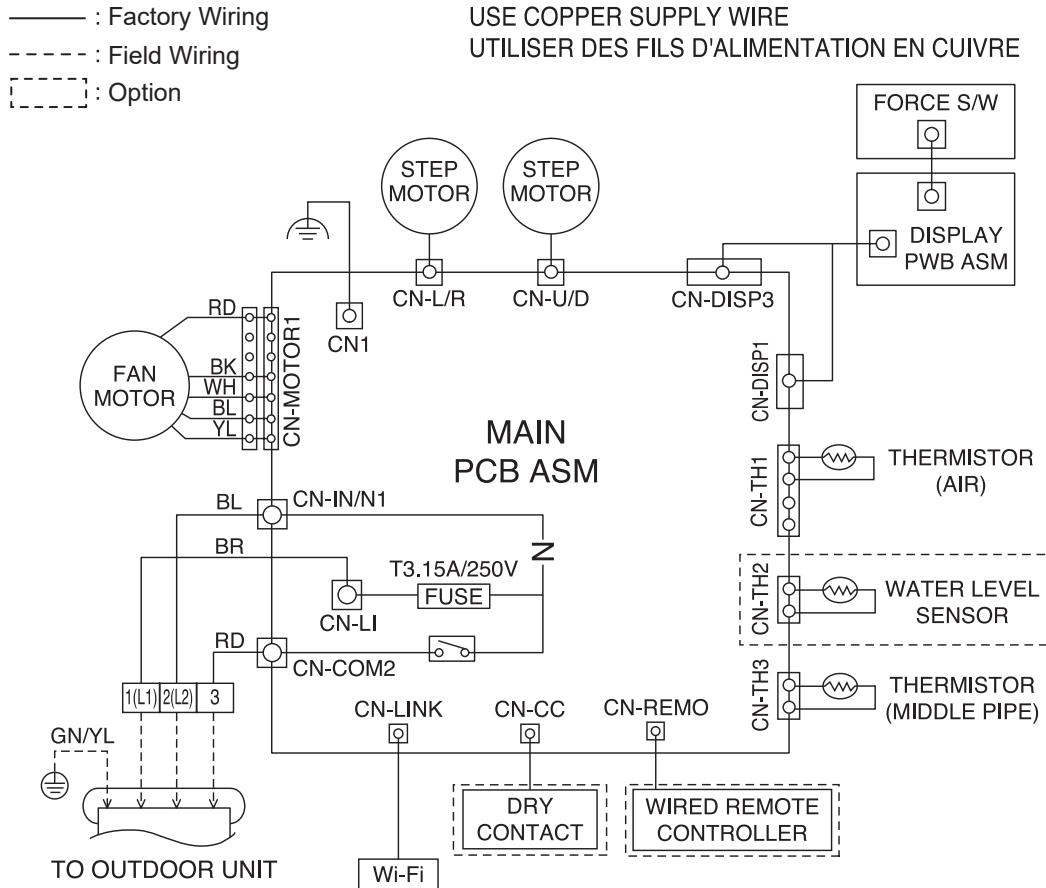 : Factory Wiring
: Field Wiring
: Option
USE COPPER SUPPLY WIRE
UTILISER DES FILS D'ALIMENTATION EN CUIVRE
FORCE S/W
DISPLAY
PWB ASM
STEP
MOTOR
STEP
MOTOR
CN-L/R
CN-U/D
CN-DISP3
CN1
RD
BK
WH
BL
YL
FAN
MOTOR
CN-MOTOR1
CN-DISP1
MAIN
PCB ASM
CN-TH1
THERMISTOR
(AIR)
BL
CN-IN/N1
BR
N
T3.15A/250V
FUSE
CN-LI
CN-TH2
WATER LEVEL
SENSOR
RD
CN-COM2
CN-TH3
THERMISTOR
(MIDDLE PIPE)
1(L1)
2(L2)
3
GN/YL
TO OUTDOOR UNIT
CN-LINK
CN-CC
CN-REMO
Wi-Fi
DRY
CONTACT
WIRED REMOTE
CONTROLLER